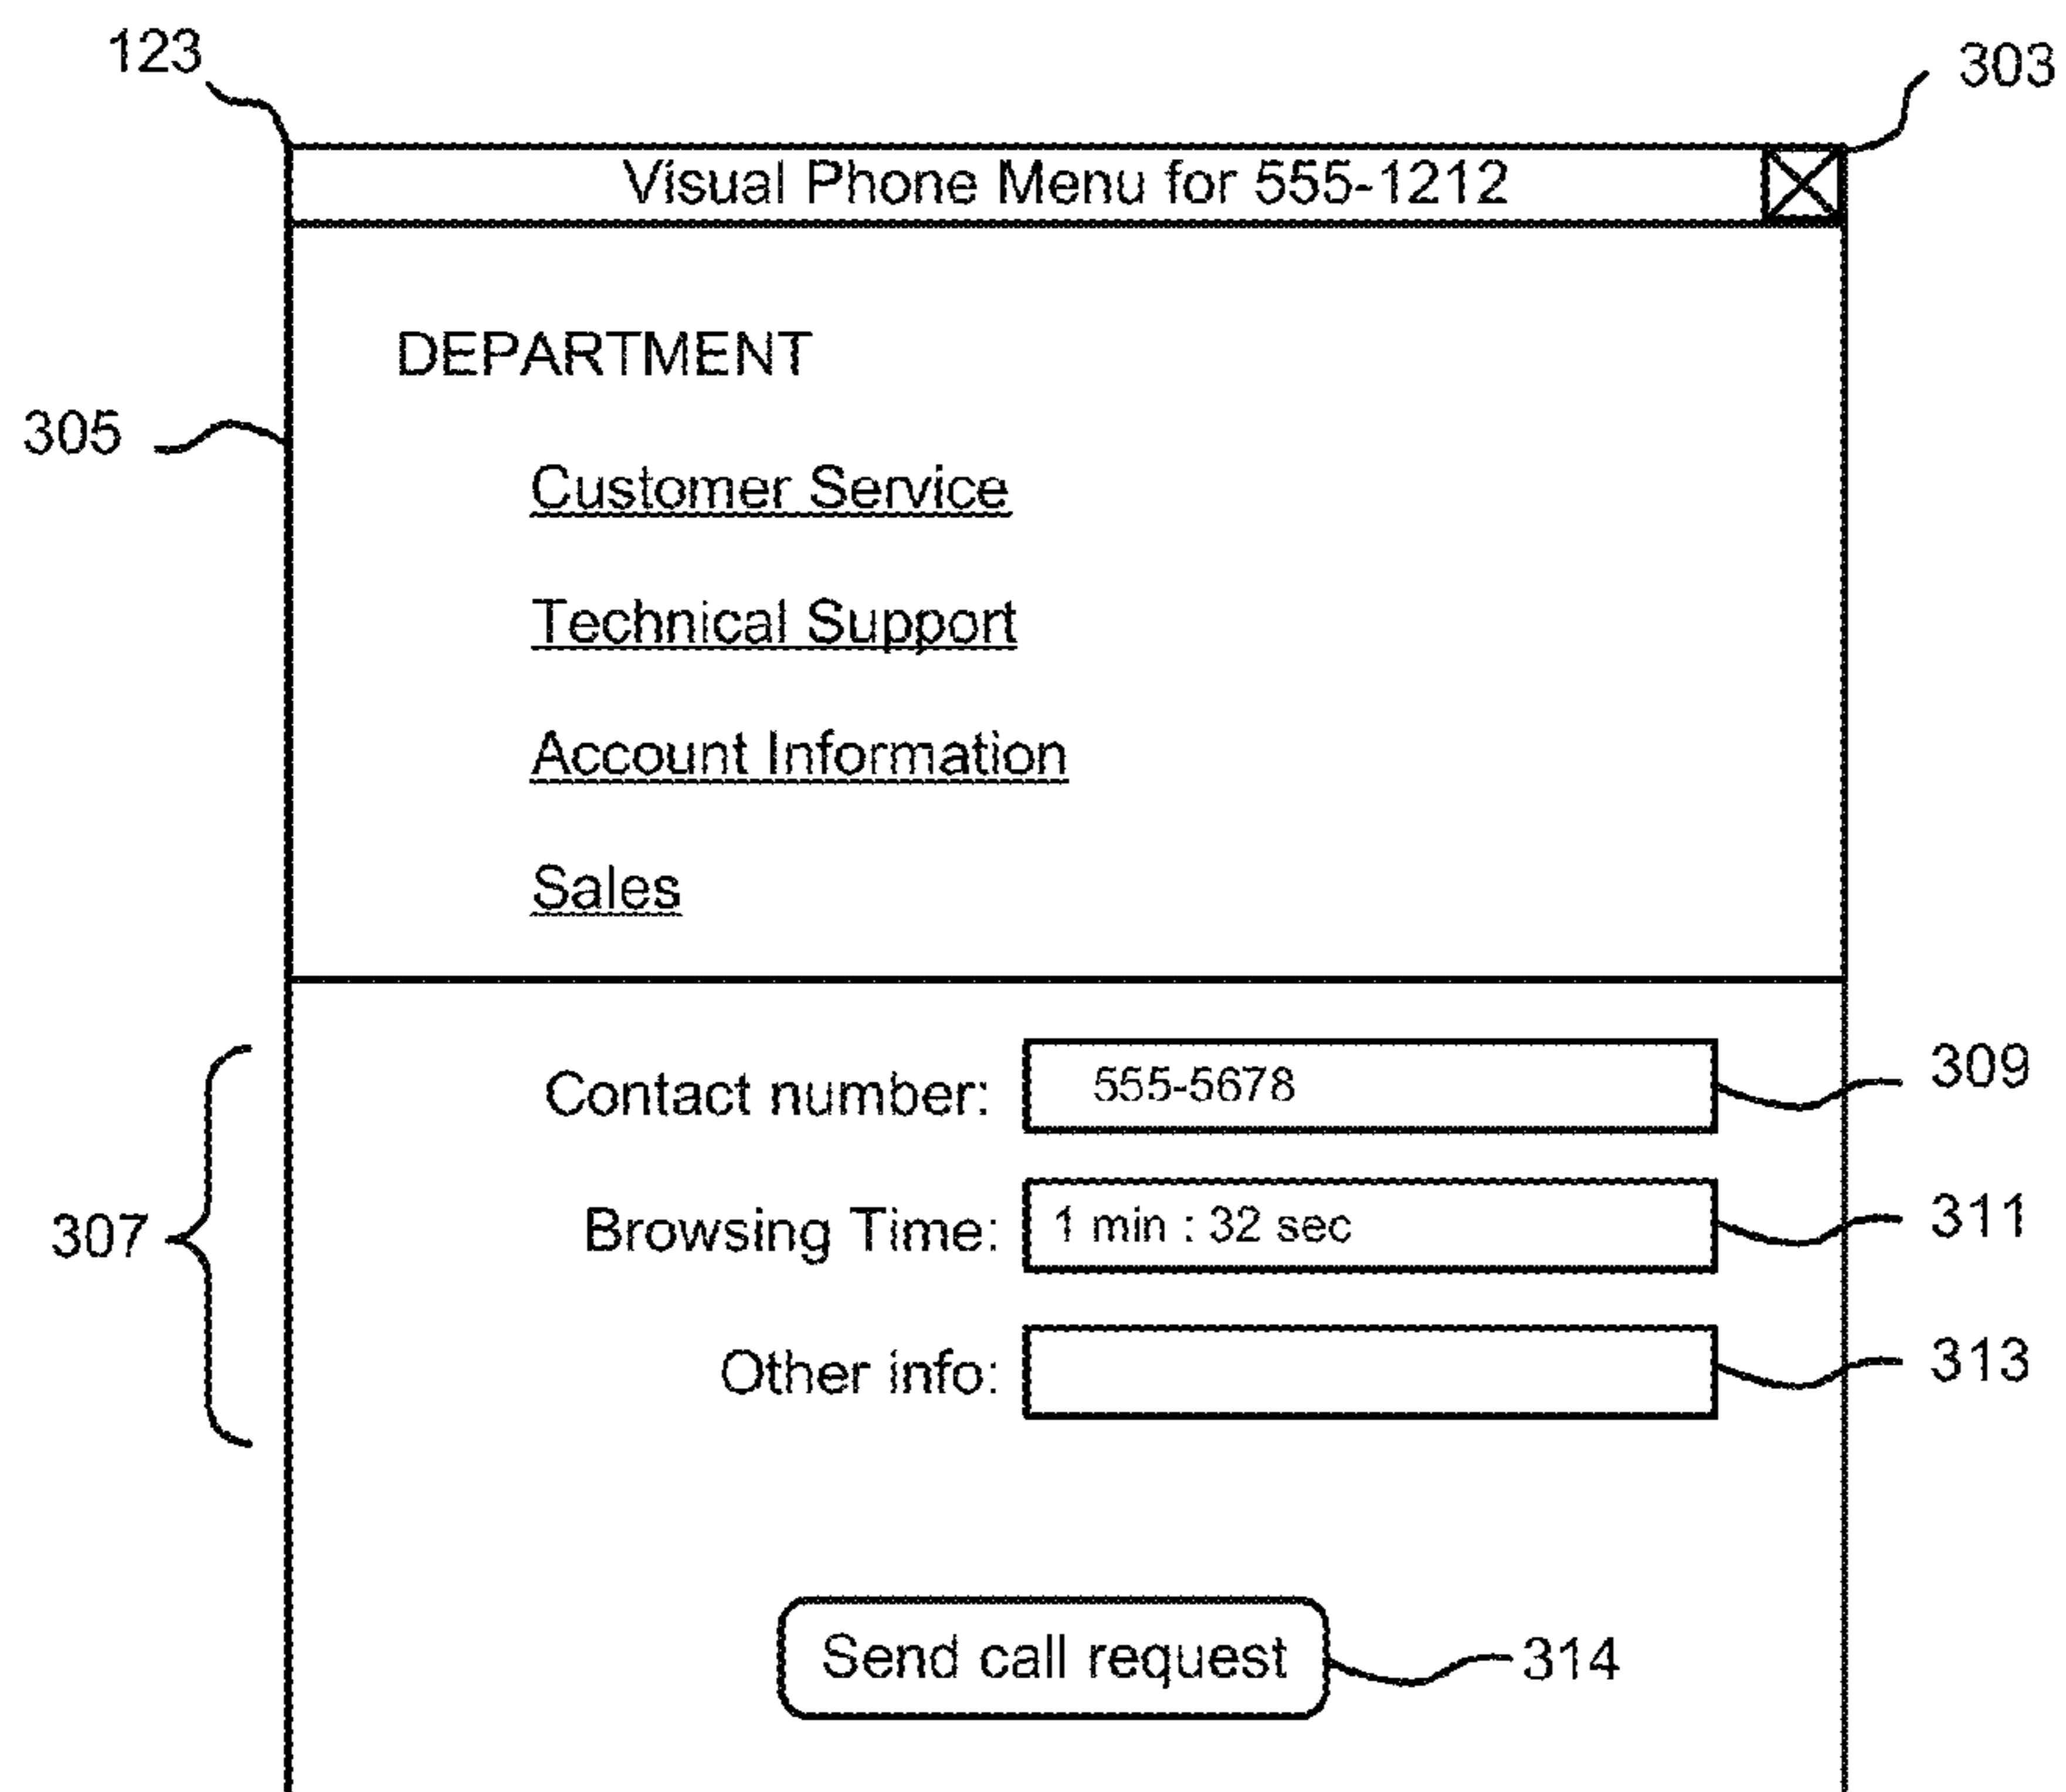 123
303
Visual Phone Menu for 555-1212
DEPARTMENT
305
Customer Service
Technical Support
Account Information
Sales
Contact number: 555-5678 309
307 Browsing Time: 1 min : 32 sec 311
Other info: 313
Send call request 314